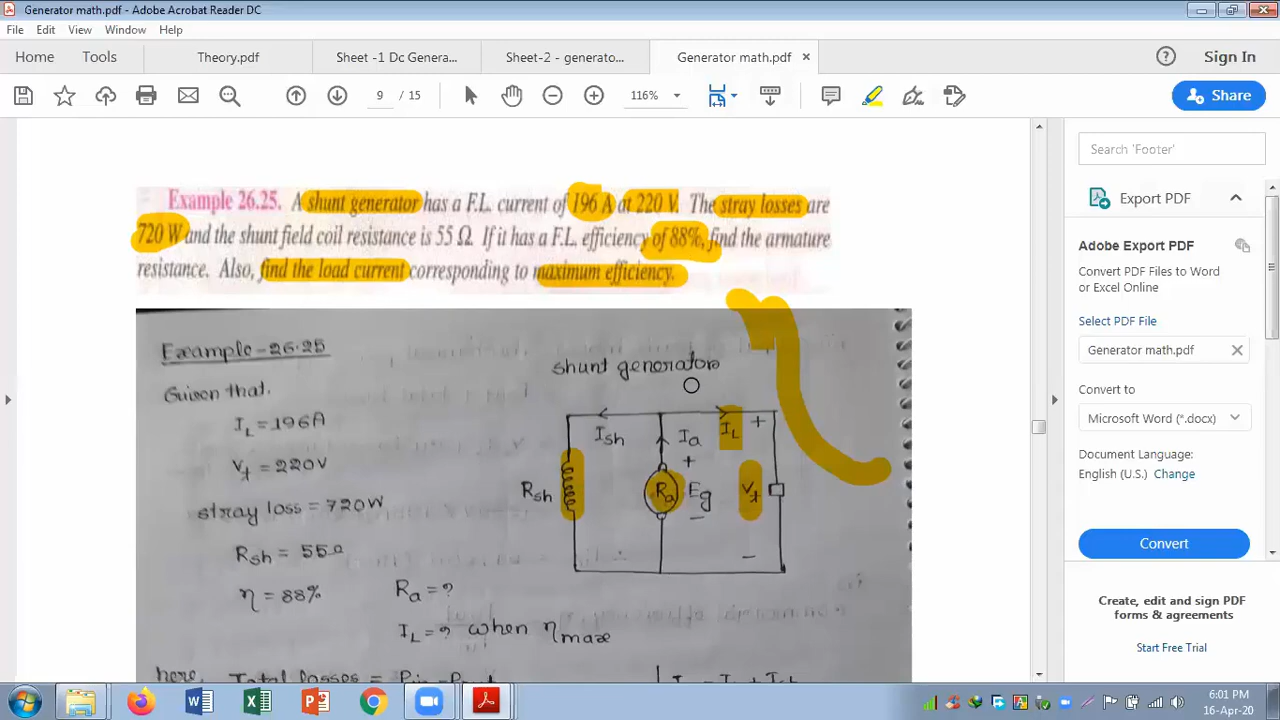 Generator math.pdf - Adobe Acrobat Reader DC
File Edit View Window Help
Home Tools Theory.pdf Sheet -1 Dc Genera... Sheet-2 - generato... Generator math.pdf Sign In
9 / 15 116% Share
Example 26.25. A shunt generator has a F.L. current of 196 A at 220 V. The stray losses are
720 W and the shunt field coil resistance is 55 Ω. If it has a F.L. efficiency of 88%, find the armature
resistance. Also, find the load current corresponding to maximum efficiency.
Example-26.25
Given that.
IL = 196A
Vt = 220V
stray loss = 720W
Rsh = 55Ω
η = 88%
Ra = ?
IL = ? when ηmax
shunt generator
Ish Ia IL +
+
Rsh Ra Eg Vt
-
-
here, Total losses = Pin - Pout
Search 'Footer'
Export PDF
Adobe Export PDF
Convert PDF Files to Word
or Excel Online
Select PDF File
Generator math.pdf
Convert to
Microsoft Word (*.docx)
Document Language:
English (U.S.) Change
Convert
Create, edit and sign PDF
forms & agreements
Start Free Trial
6:01 PM
16-Apr-20